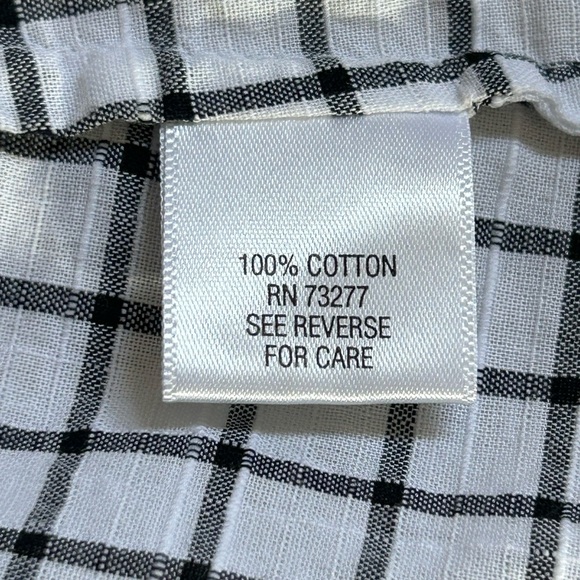 100% COTTON
RN 73277
SEE REVERSE
FOR CARE